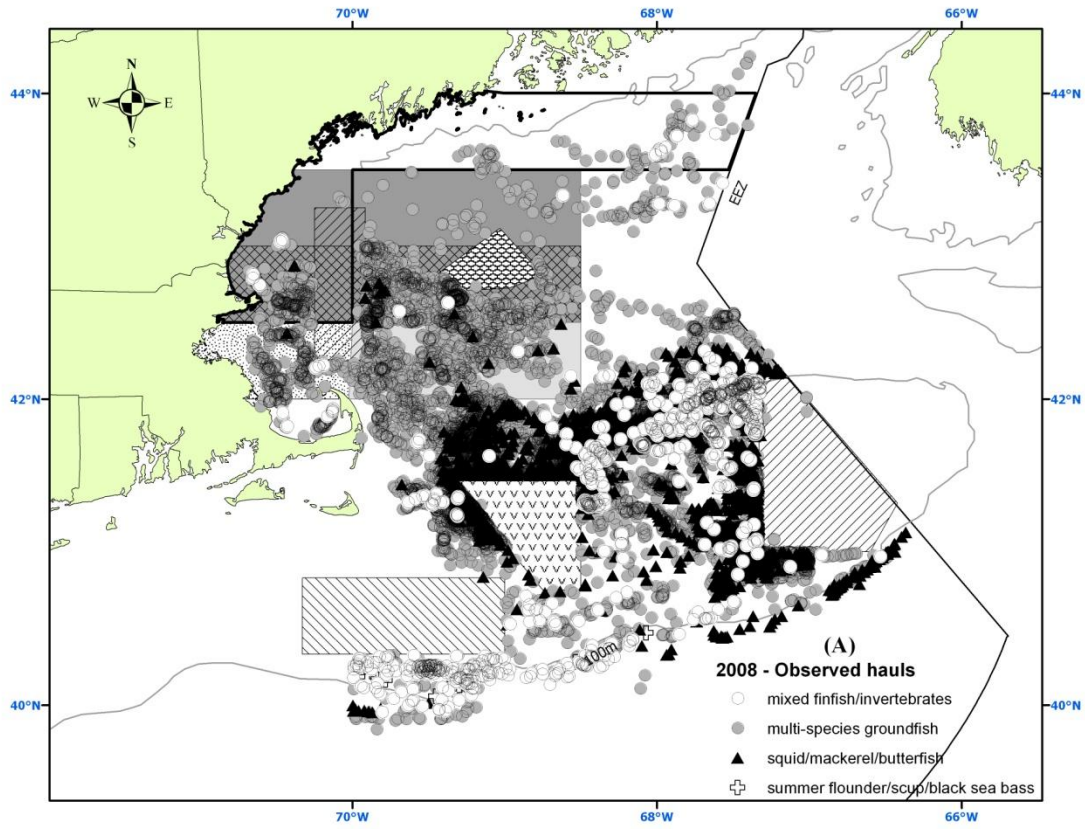 70°W 68°W 66°W
N
W E
S
44°N 44°N
EEZ
42°N 42°N
100m
(A)
2008 - Observed hauls
mixed finfish/invertebrates
40°N 40°N
multi-species groundfish
squid/mackerel/butterfish
summer flounder/scup/black sea bass
70°W 68°W 66°W